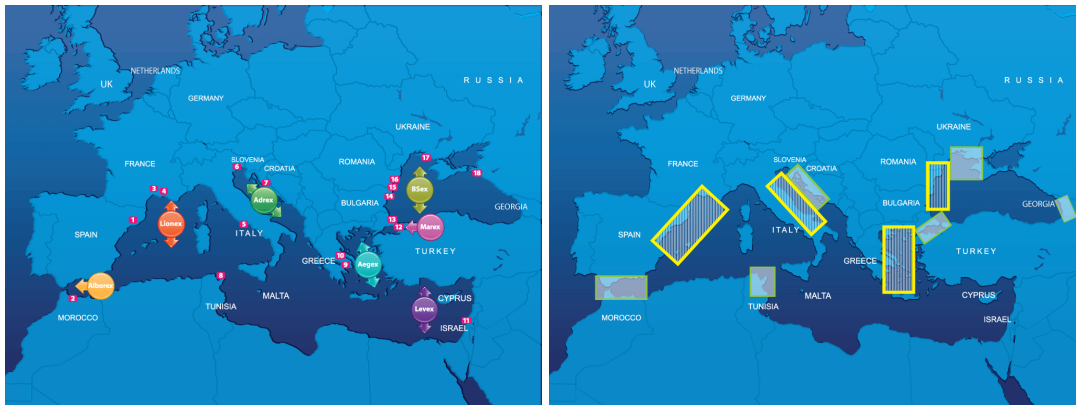 RUSSIA
NETHERLANDS
UK
GERMANY
UKRAINE
17
SLOVENIA
FRANCE
6
CROATIA
ROMANIA
18
16
3
4
7
15
BSex
Adrex
14
BULGARIA
GEORGIA
1
Lionex
5
13
Marex
SPAIN
ITALY
12
TURKEY
10
GREECE
9
Aegex
8
Alborex
2
MALTA
CYPRUS
TUNISIA
Levex
MOROCCO
11
ISRAEL
RUSSIA
NETHERLANDS
UK
GERMANY
UKRAINE
SLOVENIA
FRANCE
CROATIA
ROMANIA
BULGARIA
GEORGIA
SPAIN
ITALY
TURKEY
GREECE
MALTA
CYPRUS
TUNISIA
MOROCCO
ISRAEL